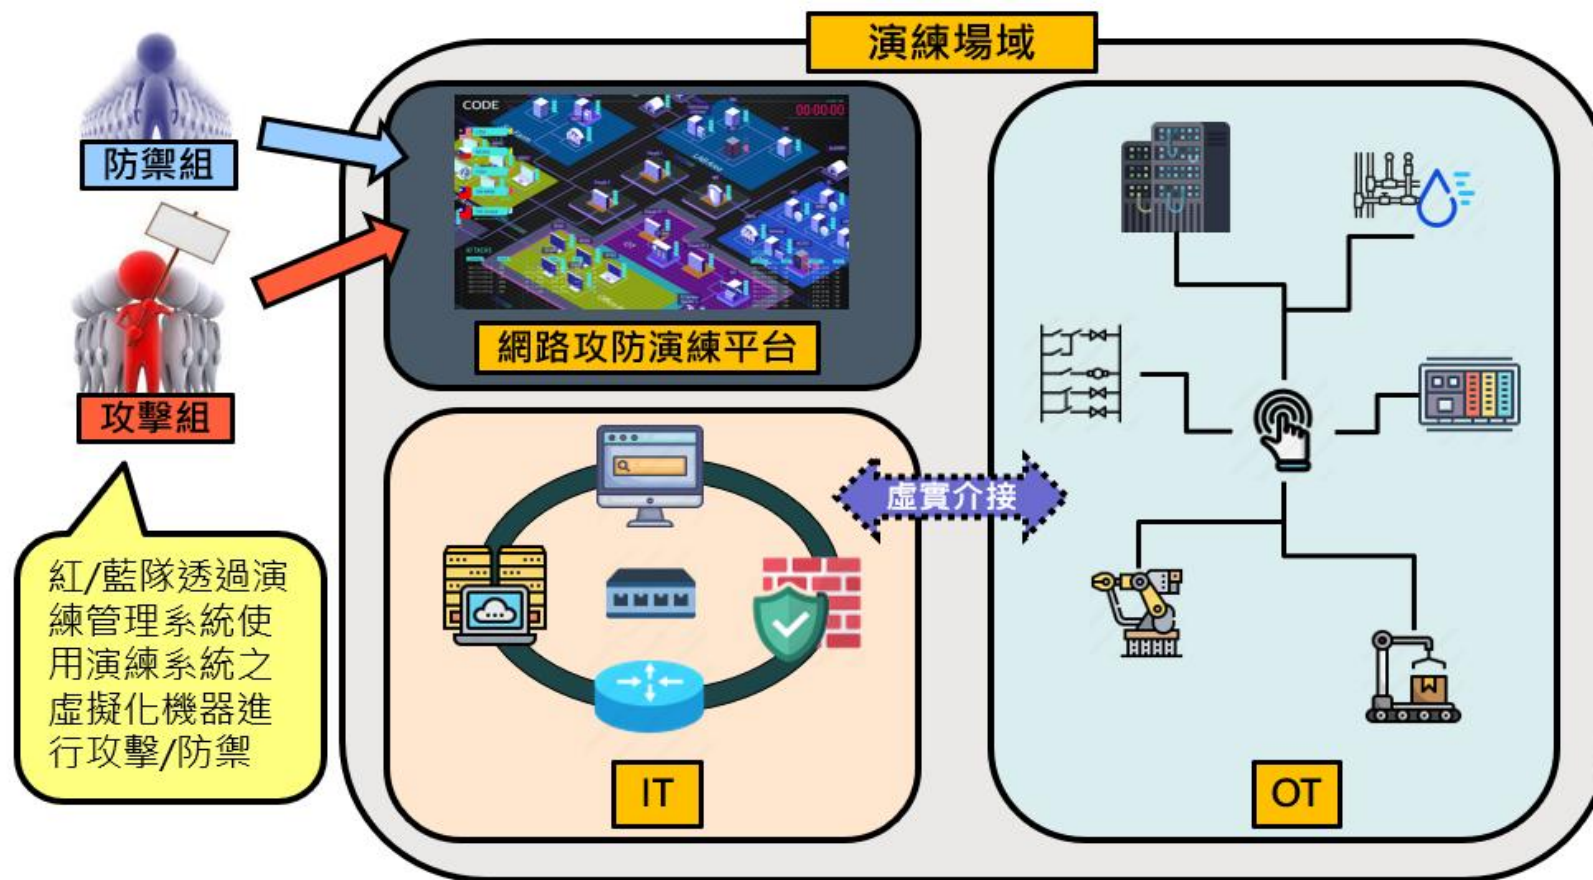 演練場域
防禦組
攻擊組
紅/藍隊透過演
練管理系統使
用演練系統之
虛擬化機器進
行攻擊/防禦
CODE
00:00:00
網路攻防演練平台
虛實介接
IT
OT